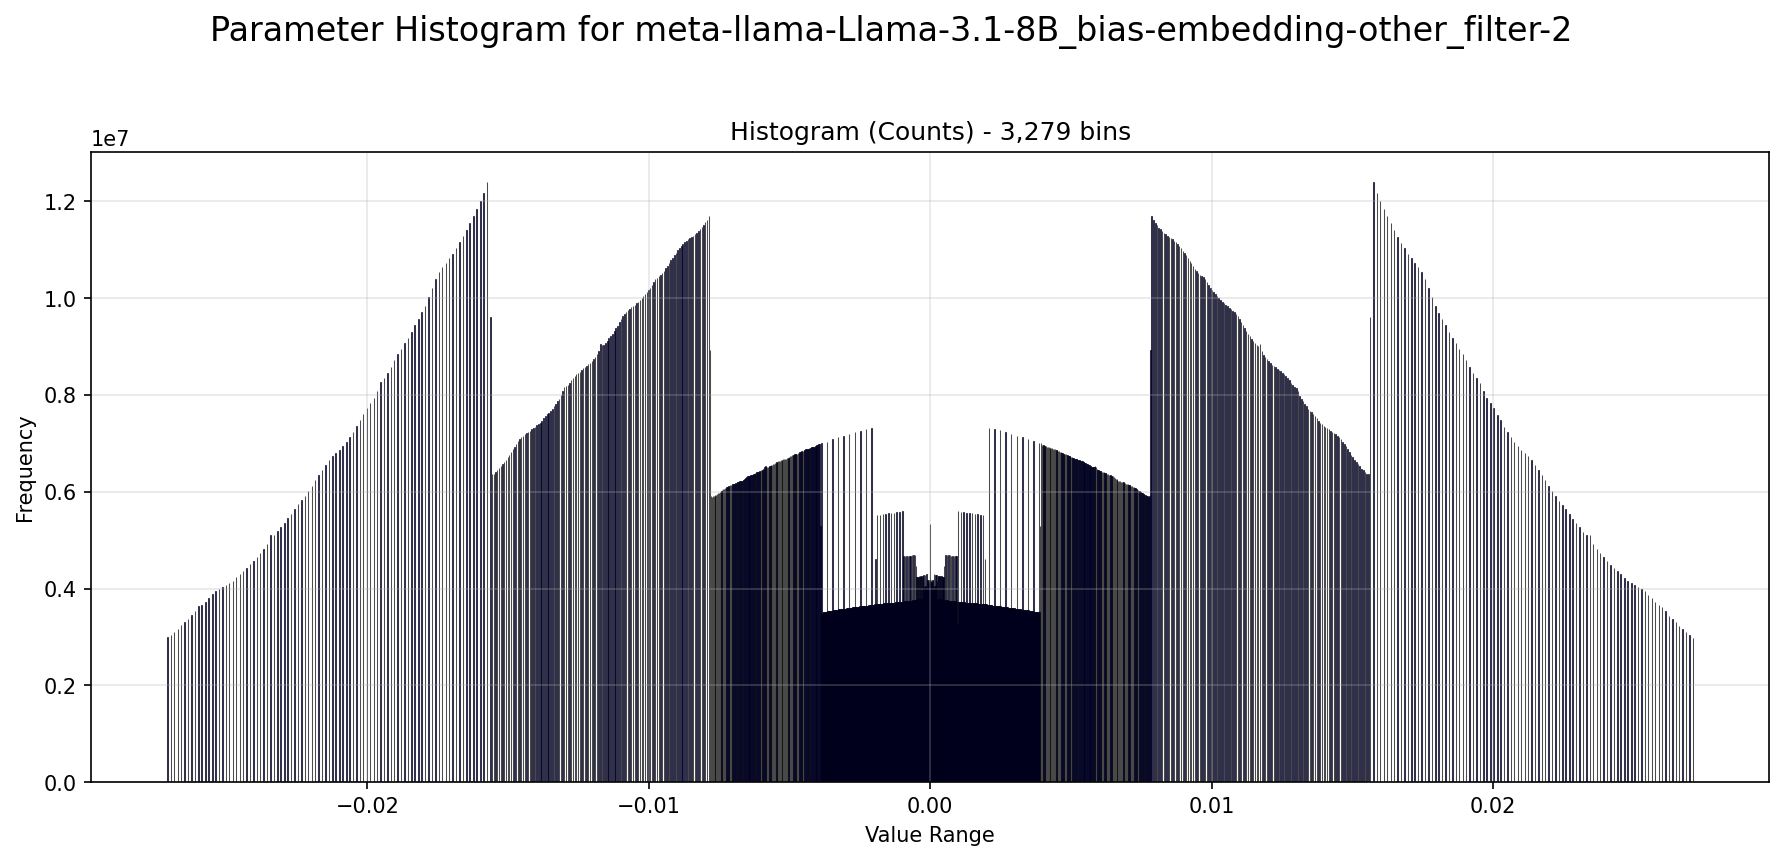 Parameter Histogram for meta-llama-Llama-3.1-8B_bias-embedding-other_filter-2
Histogram (Counts) - 3,279 bins
1e7
1.2
1.0
0.8
0.6
0.4
0.2
0.0
Frequency
−0.02
−0.01
0.00
0.01
0.02
Value Range